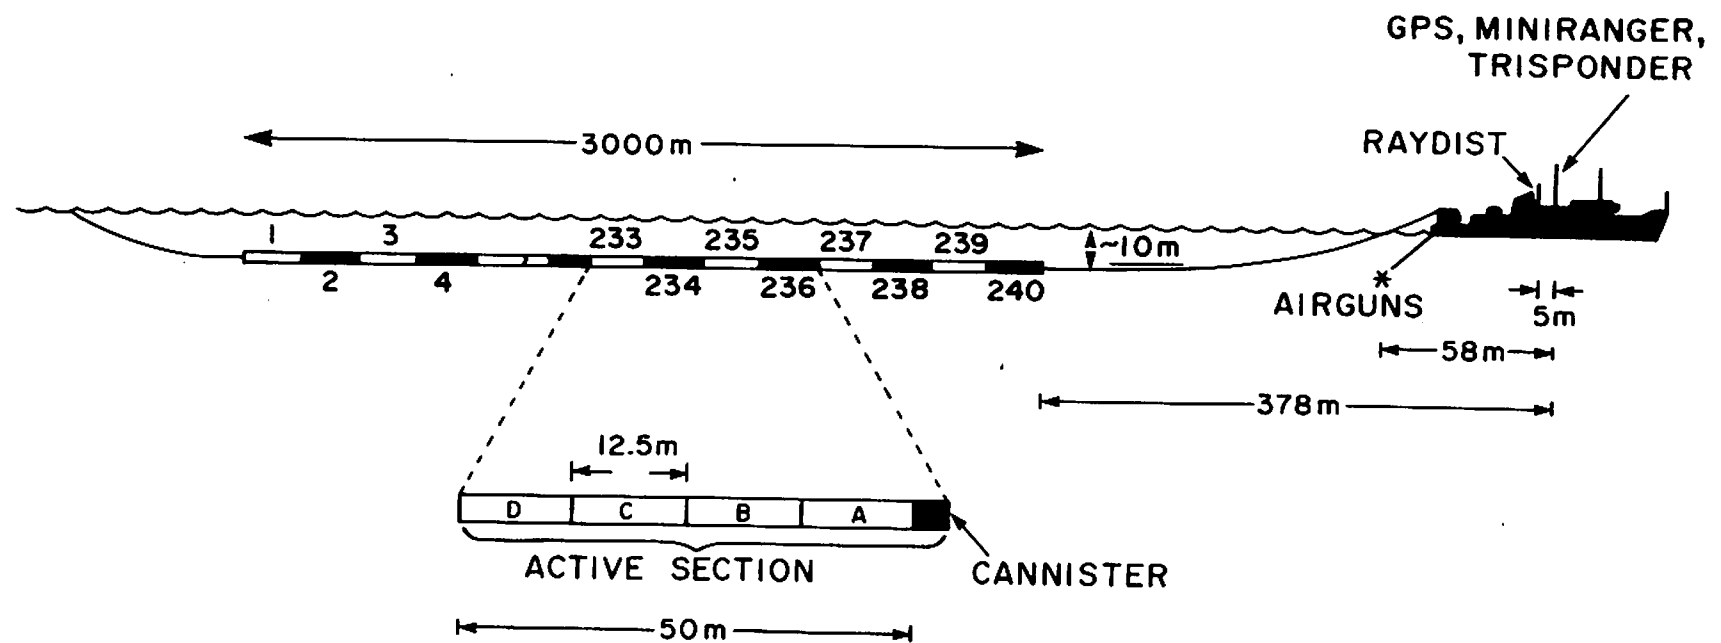 GPS, MINIRANGER,
TRISPONDER
3000m
RAYDIST
1 3 233 235 237 239
~10m
2 4 234 236 238 240
*
AIRGUNS
5m
58m
378m
12.5m
D C B A
ACTIVE SECTION
CANNISTER
50m